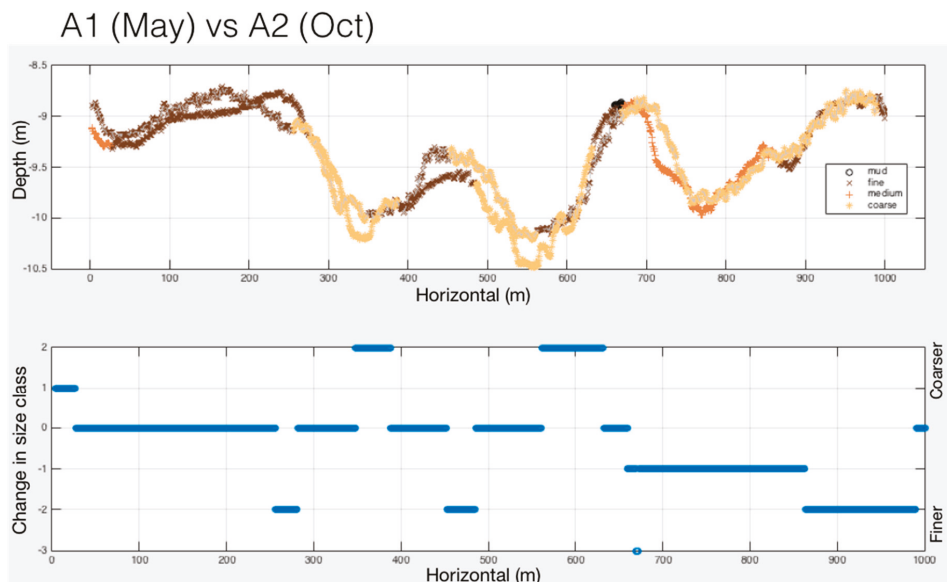 A1 (May) vs A2 (Oct)
-8.5
-9
-9.5
-10
-10.5
Depth (m)
mud
fine
medium
coarse
0 100 200 300 400 500 600 700 800 900 1000
Horizontal (m)
2
1
0
-1
-2
-3
Change in size class
Coarser
Finer
0 100 200 300 400 500 600 700 800 900 1000
Horizontal (m)